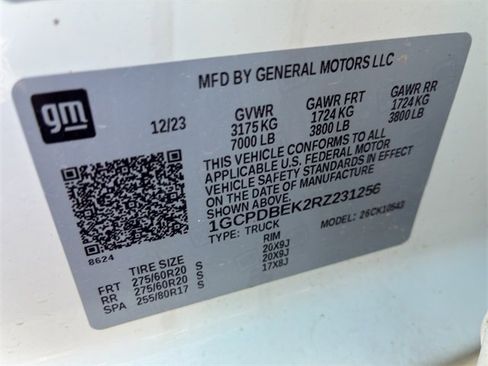 MFD BY GENERAL MOTORS LLC
gm
12/23
GVWR GAWR FRT GAWR RR
3175 KG 1724 KG 1724 KG
7000 LB 3800 LB 3800 LB
THIS VEHICLE CONFORMS TO ALL
APPLICABLE U.S. FEDERAL MOTOR
VEHICLE SAFETY STANDARDS IN EFFECT
ON THE DATE OF MANUFACTURE
1GCPDBEK2RZ231256
TYPE: TRUCK MODEL: 26CK10543
8624
TIRE SIZE RIM
FRT 275/60R20 S 20X9J
RR 275/60R20 S 20X9J
SPA 255/80R17 S 17X8J